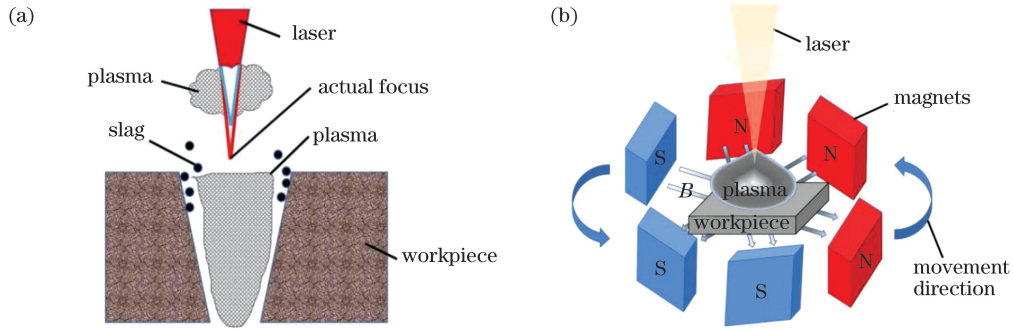 (a)
laser
plasma
actual focus
slag
plasma
workpiece
(b)
laser
magnets
N
N
S
B
plasma
workpiece
S
S
N
movement
direction